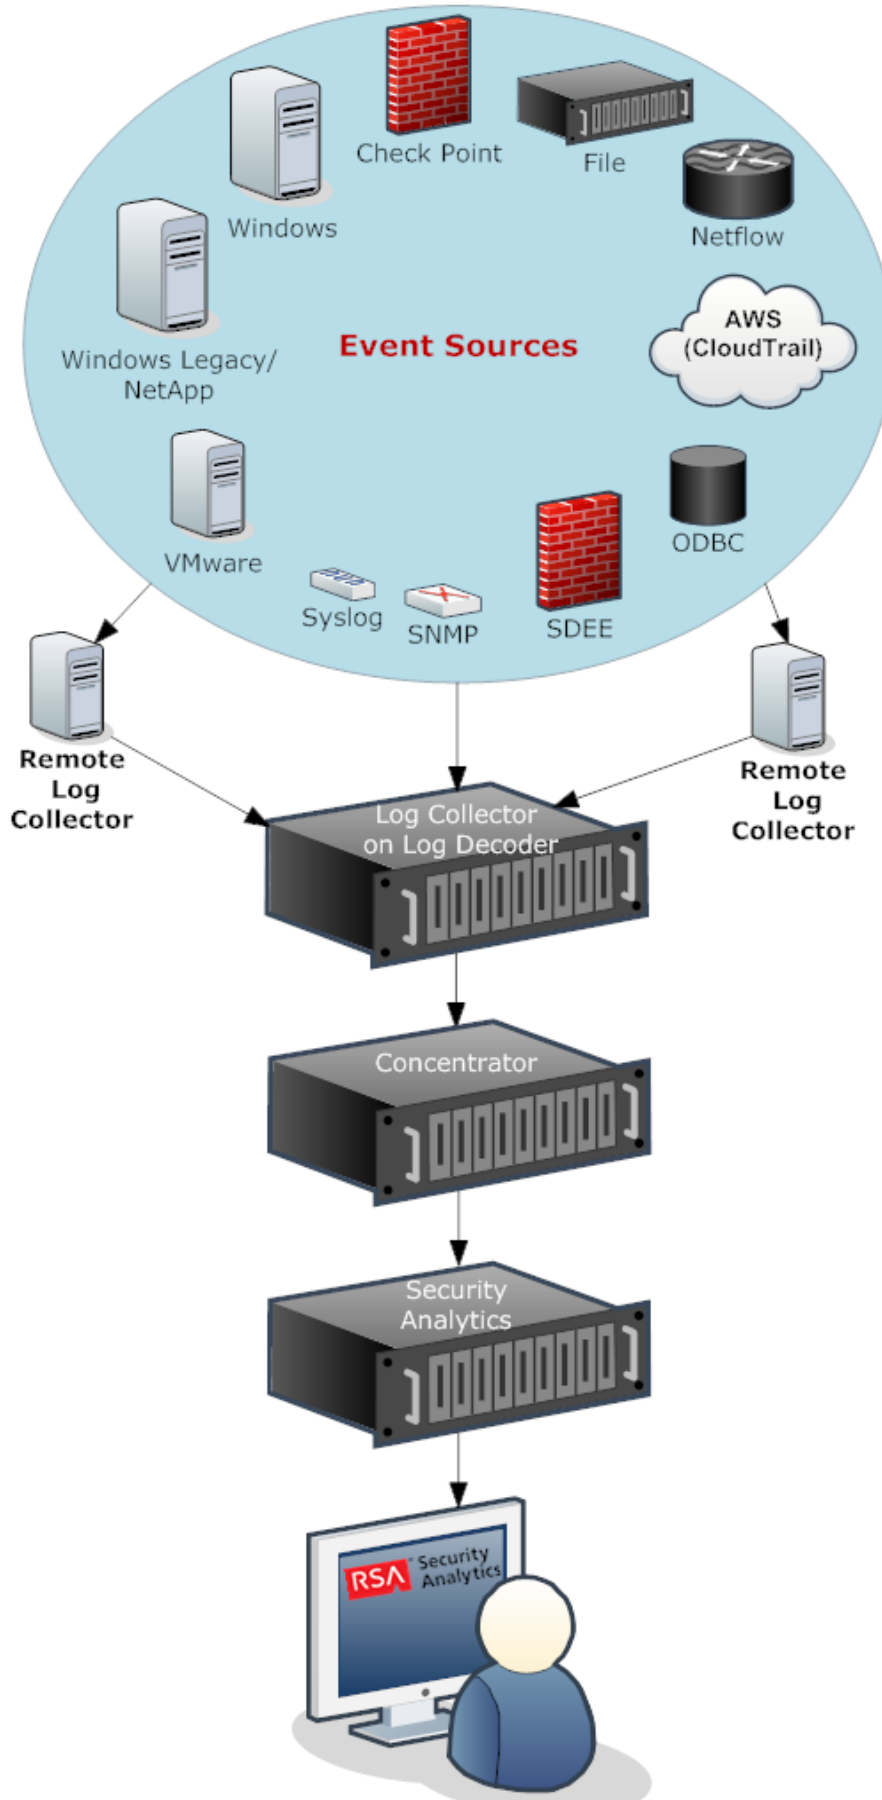 Check Point
File
Windows
Netflow
AWS
(CloudTrail)
Event Sources
Windows Legacy/
NetApp
ODBC
VMware
Syslog
SNMP
SDEE
Remote
Log
Collector
Remote
Log
Collector
Log Collector
on Log Decoder
Concentrator
Security
Analytics
RSA Security
Analytics